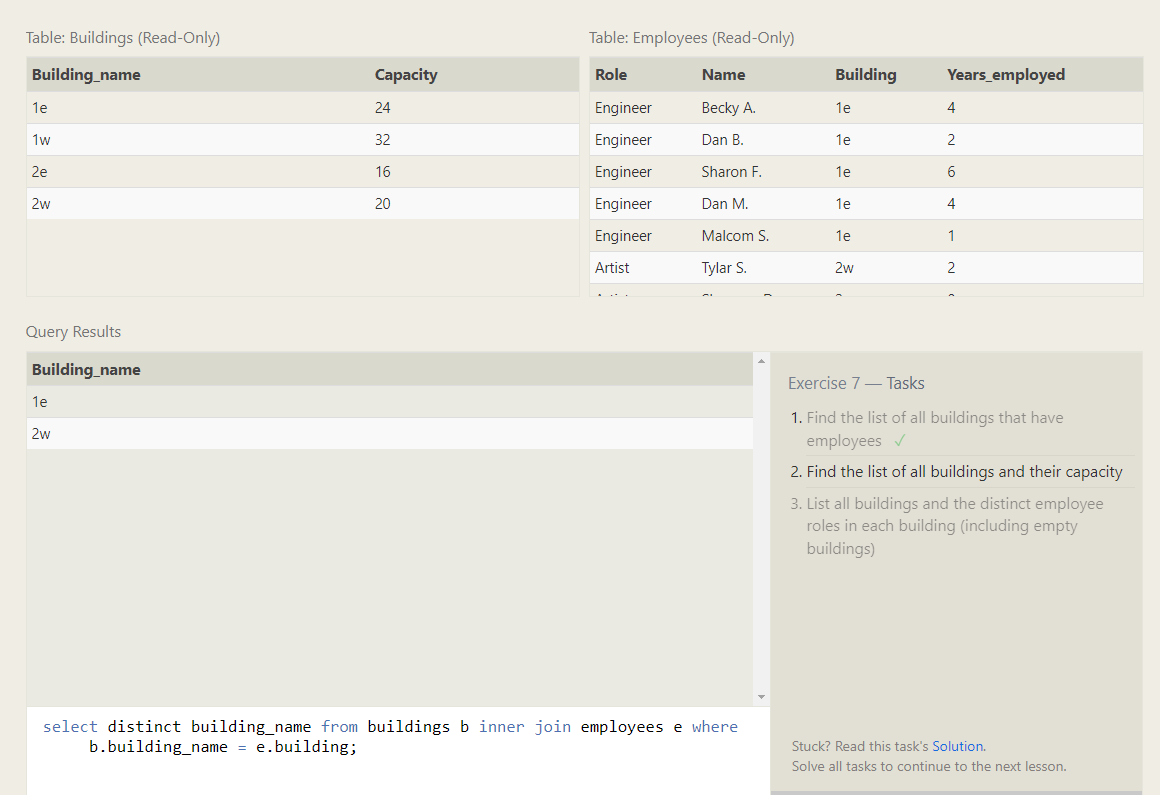 Table: Buildings (Read-Only)
Building_name Capacity
1e 24
1w 32
2e 16
2w 20
Table: Employees (Read-Only)
Role Name Building Years_employed
Engineer Becky A. 1e 4
Engineer Dan B. 1e 2
Engineer Sharon F. 1e 6
Engineer Dan M. 1e 4
Engineer Malcom S. 1e 1
Artist Tylar S. 2w 2
Query Results
Building_name
1e
2w
Exercise 7 — Tasks
1. Find the list of all buildings that have
employees ✓
2. Find the list of all buildings and their capacity
3. List all buildings and the distinct employee
roles in each building (including empty
buildings)
select distinct building_name from buildings b inner join employees e where
b.building_name = e.building;
Stuck? Read this task's Solution.
Solve all tasks to continue to the next lesson.